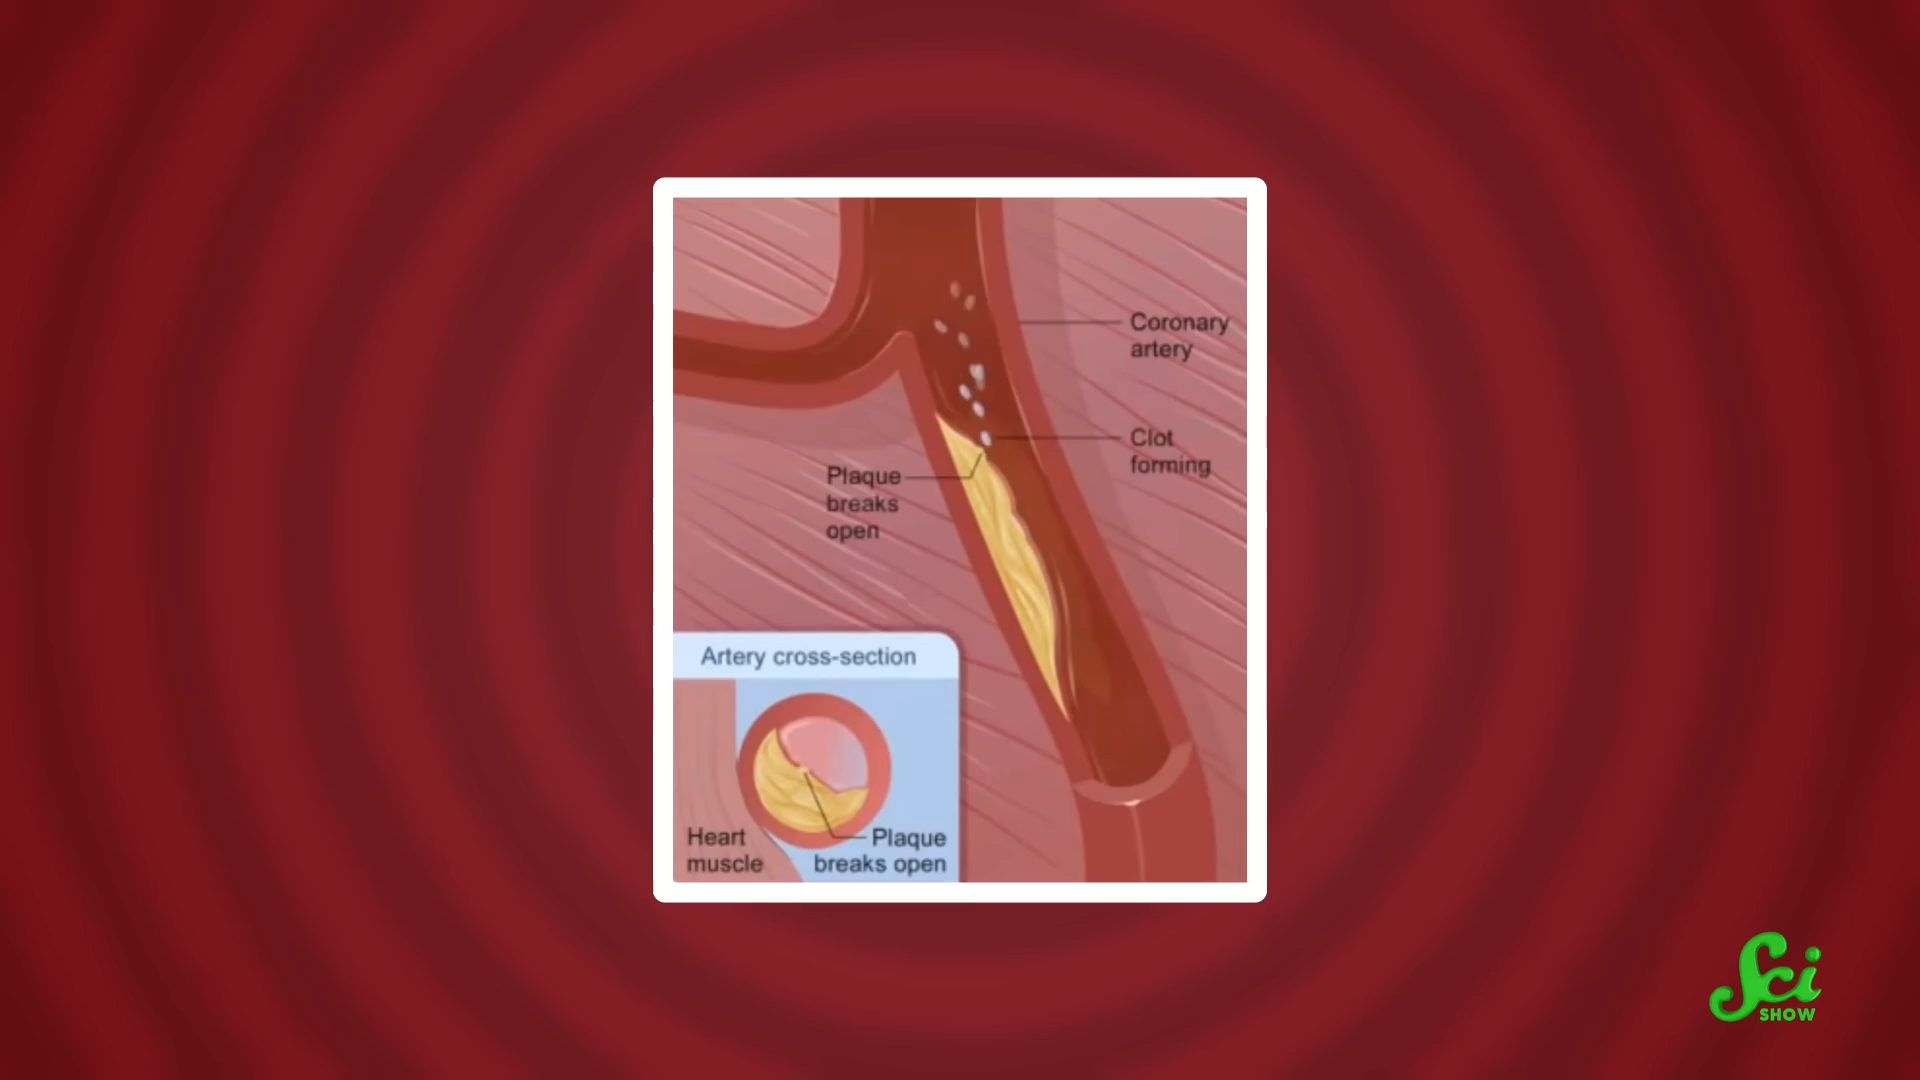 Coronary
artery
Clot
forming
Plaque
breaks
open
Artery cross-section
Heart
muscle
Plaque
breaks open
Sci
SHOW